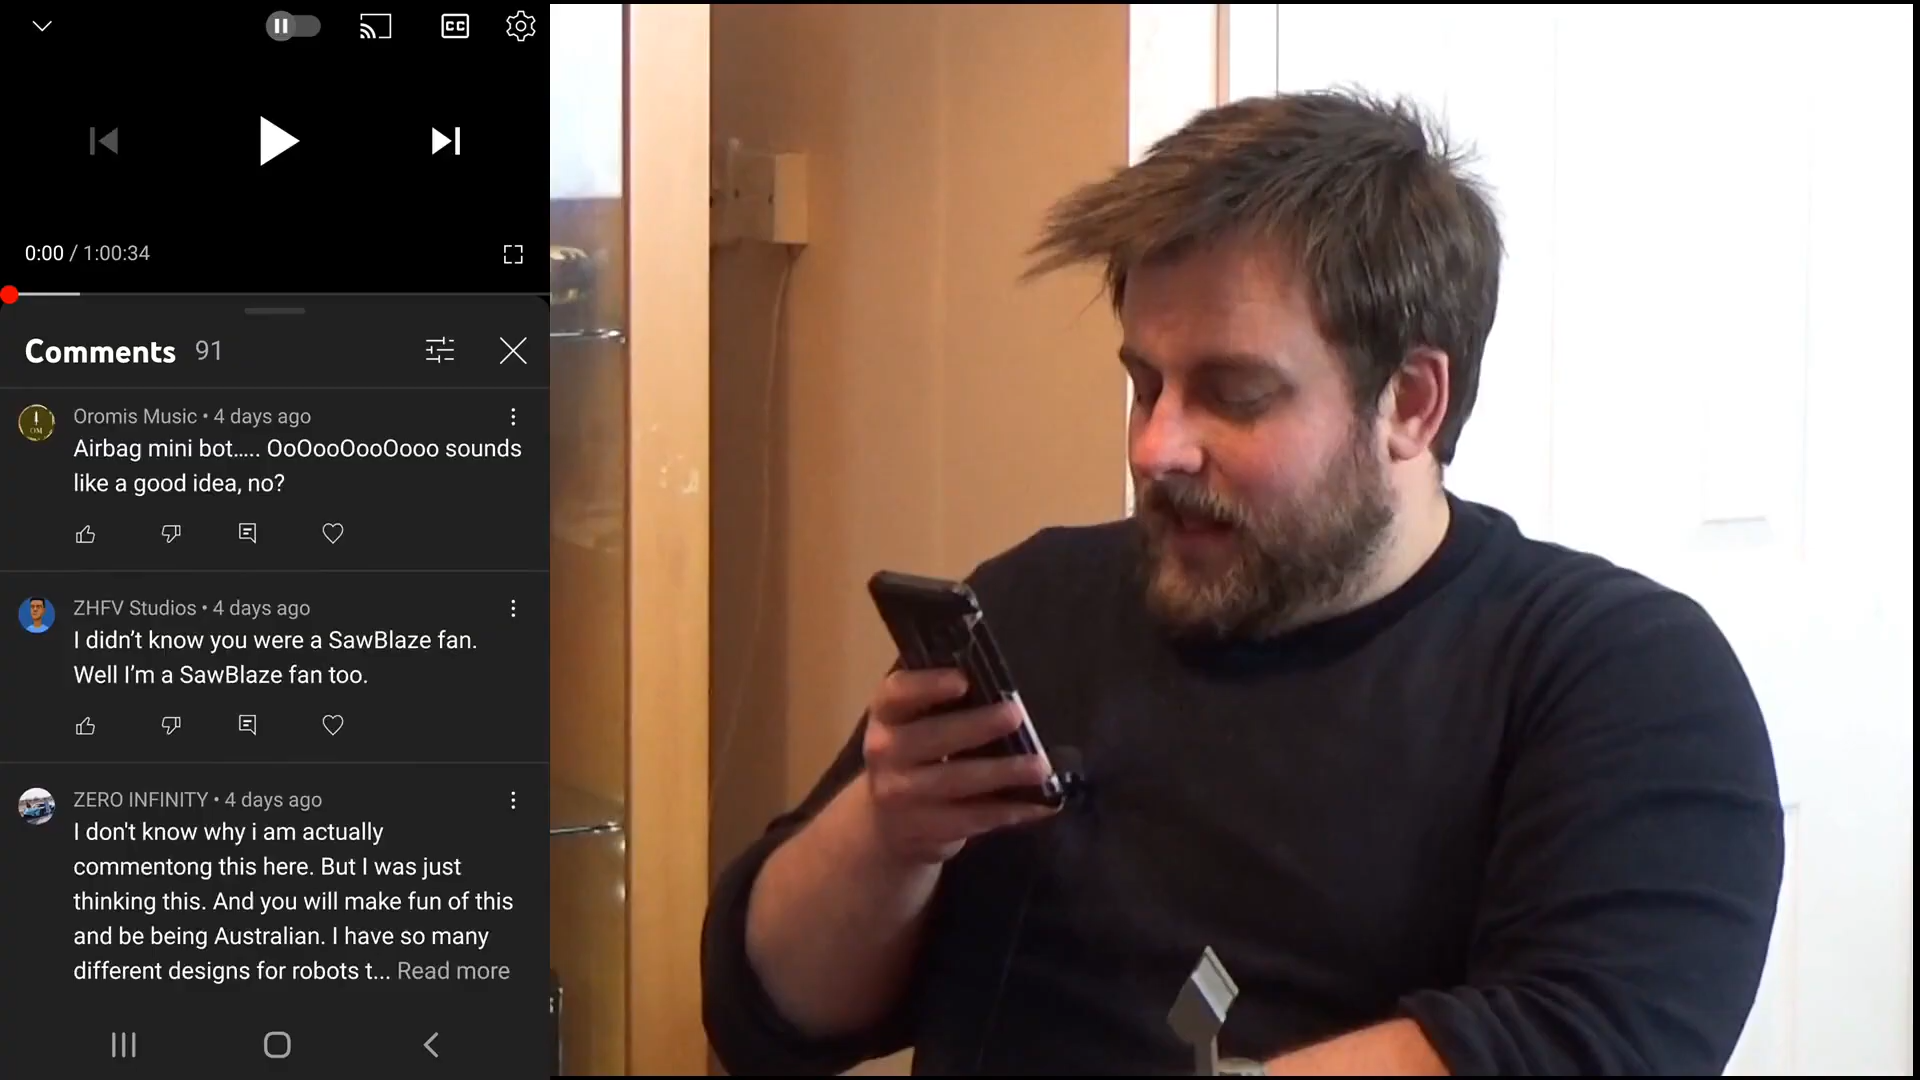 CC
0:00 / 1:00:34
Comments 91
Oromis Music • 4 days ago
Airbag mini bot..... OoOooOooOooo sounds
like a good idea, no?
ZHFV Studios • 4 days ago
I didn’t know you were a SawBlaze fan.
Well I’m a SawBlaze fan too.
ZERO INFINITY • 4 days ago
I don't know why i am actually
commentong this here. But I was just
thinking this. And you will make fun of this
and be being Australian. I have so many
different designs for robots t... Read more